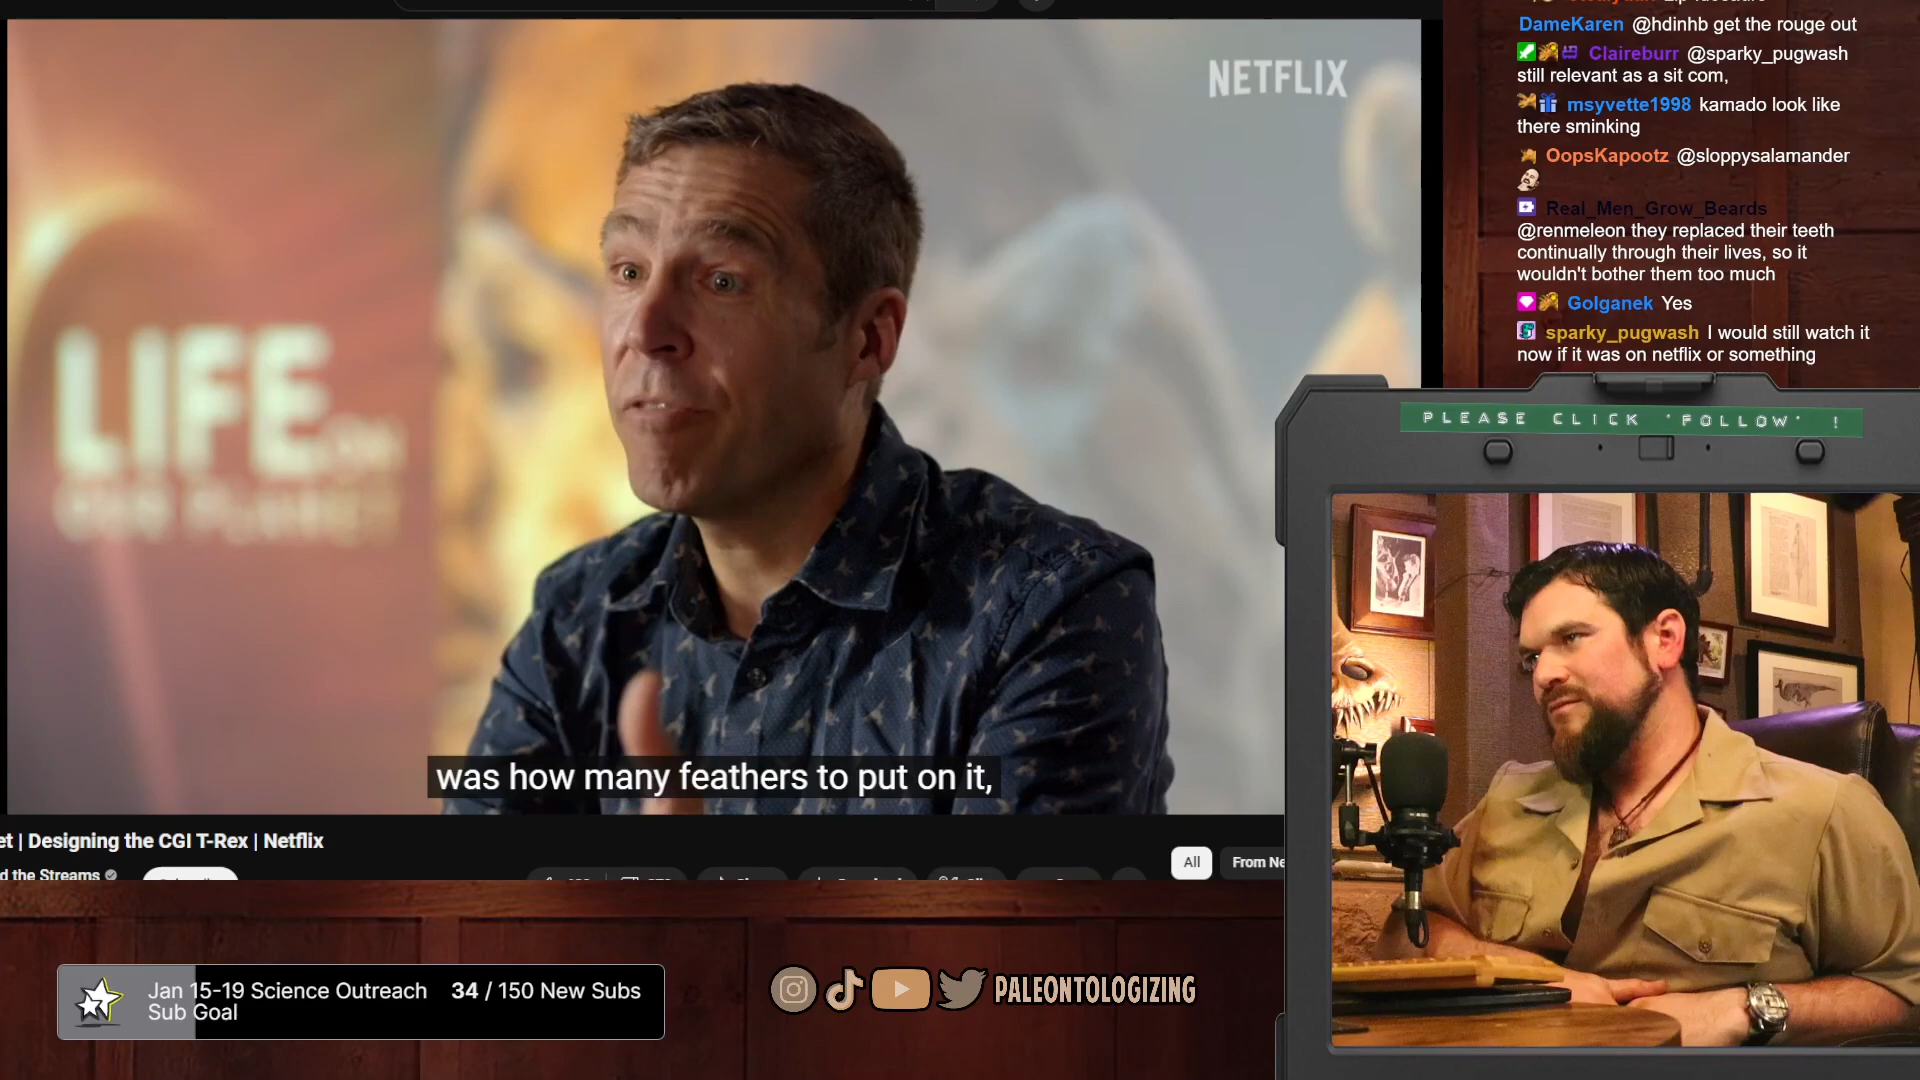 NETFLIX
LIFE ON
OUR PLANET
was how many feathers to put on it,
et | Designing the CGI T-Rex | Netflix
d the Streams
All
From Ne
DameKaren @hdinhb get the rouge out
Claireburr @sparky_pugwash
still relevant as a sit com,
msyvette1998 kamado look like
there sminking
OopsKapootz @sloppysalamander
Real_Men_Grow_Beards
@renmeleon they replaced their teeth
continually through their lives, so it
wouldn't bother them too much
Golganek Yes
sparky_pugwash I would still watch it
now if it was on netflix or something
PLEASE CLICK 'FOLLOW' !
Jan 15-19 Science Outreach 34 / 150 New Subs
Sub Goal
PALEONTOLOGIZING